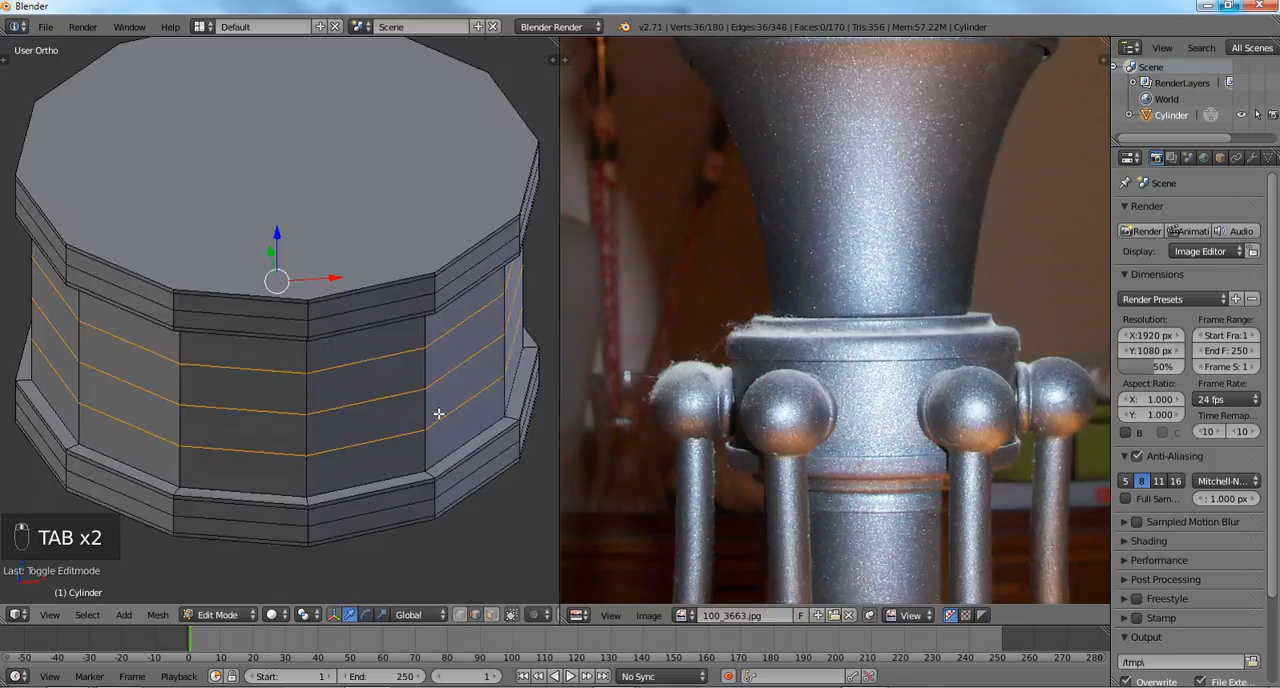 Blender
File Render Window Help Default Scene Blender Render v2.71 | Verts:36/180 | Edges:36/348 | Faces:0/170 | Tris:356 | Mem:57.22M | Cylinder
User Ortho
View Search All Scenes
Scene
RenderLayers
World
Cylinder
Scene
Render
Render Animati Audio
Display: Image Editor
Dimensions
Render Presets
Resolution: Frame Range:
X:1920 px Start Fra:1
Y:1080 px End F: 250
50% Frame S: 1
Aspect Ratio: Frame Rate:
X: 1.000 24 fps
Y: 1.000 Time Remap...
B C 10 10
Anti-Aliasing
5 8 11 16 Mitchell-N...
Full Sam... : 1.000 px
Sampled Motion Blur
Shading
Performance
Post Processing
Freestyle
Stamp
Output
/tmp\
Overwrite File Exte...
TAB x2
Last: Toggle Editmode
(1) Cylinder
View Select Add Mesh Edit Mode Global
View Image 100_3663.jpg F View
-50 -40 -30 -20 -10 0 10 20 30 40 50 60 70 80 90 100 110 120 130 140 150 160 170 180 190 200 210 220 230 240 250 260 270 280
View Marker Frame Playback Start: 1 End: 250 1 No Sync